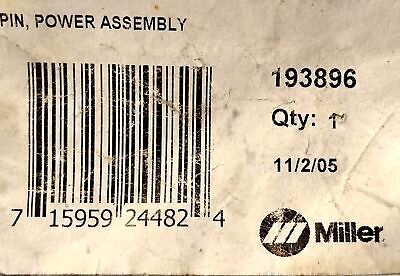 PIN, POWER ASSEMBLY
193896
Qty: 1
11/2/05
7 15959 24482 4
Miller